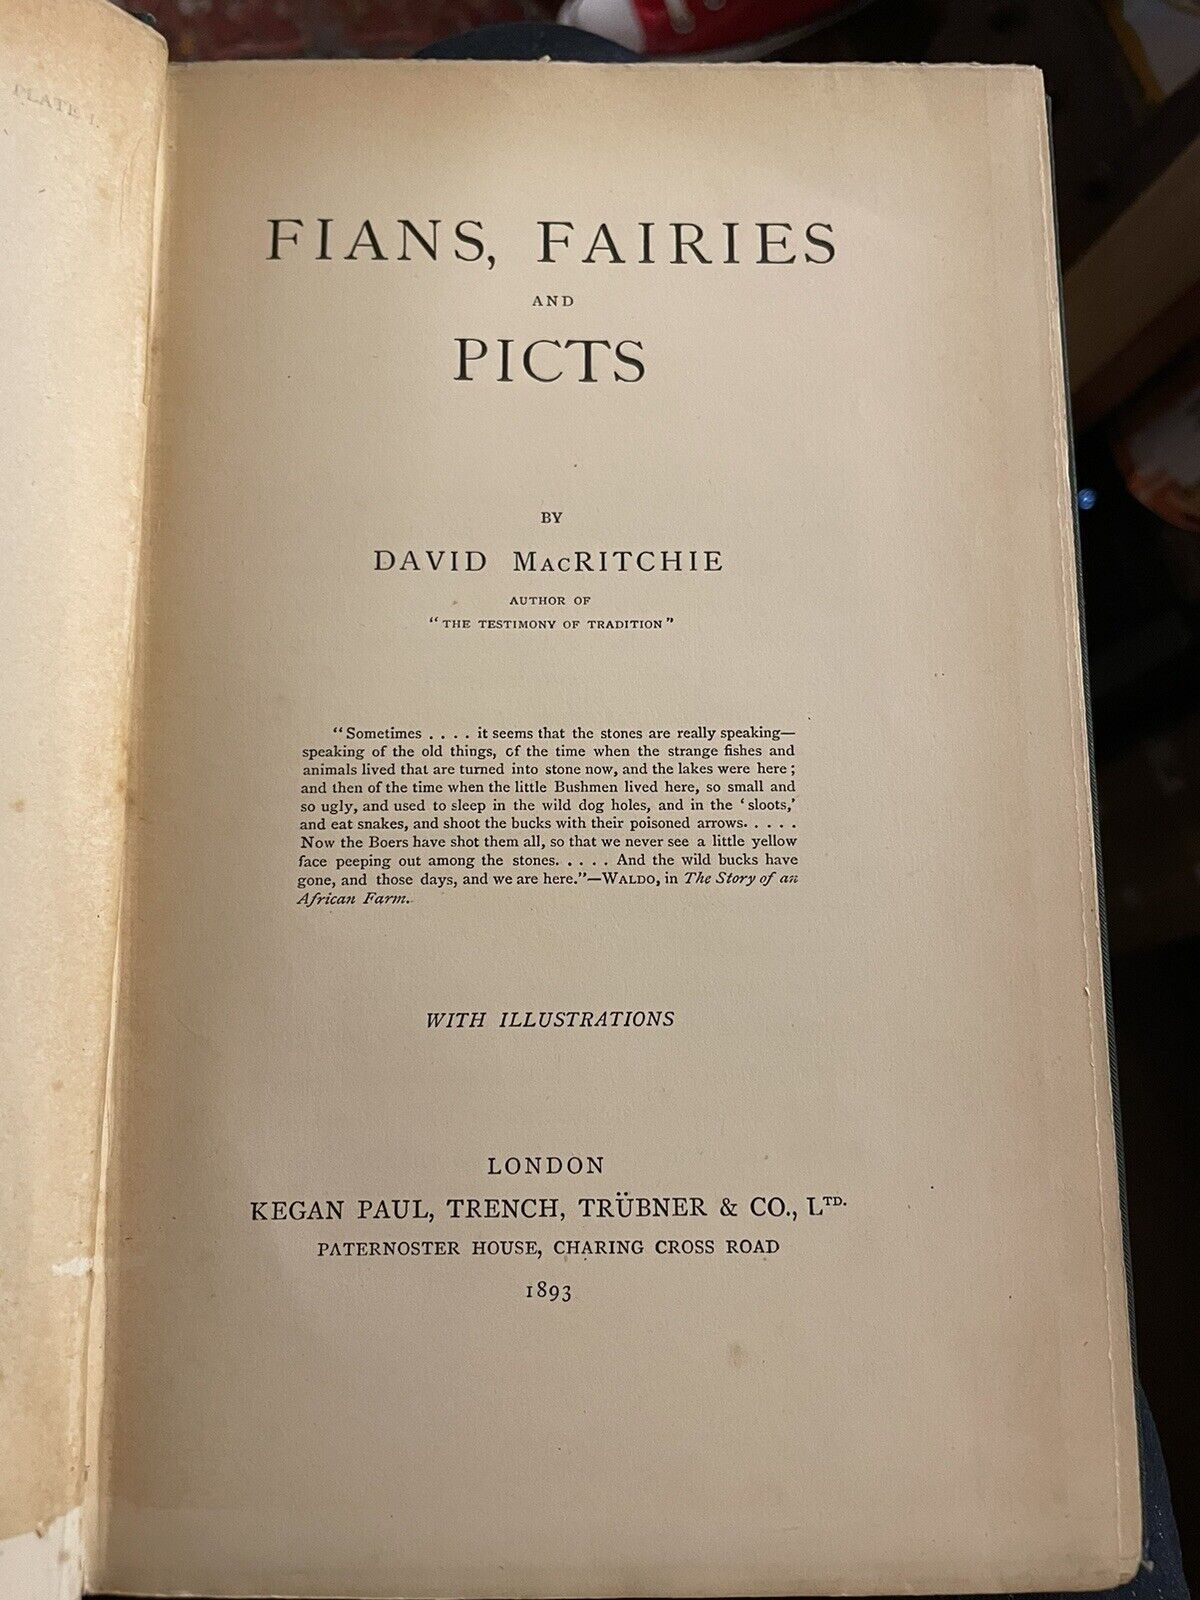 PLATE I.
FIANS, FAIRIES
AND
PICTS
BY
DAVID MacRITCHIE
AUTHOR OF
"THE TESTIMONY OF TRADITION"
"Sometimes . . . . it seems that the stones are really speaking—
speaking of the old things, of the time when the strange fishes and
animals lived that are turned into stone now, and the lakes were here;
and then of the time when the little Bushmen lived here, so small and
so ugly, and used to sleep in the wild dog holes, and in the 'sloots,'
and eat snakes, and shoot the bucks with their poisoned arrows. . . . .
Now the Boers have shot them all, so that we never see a little yellow
face peeping out among the stones. . . . . And the wild bucks have
gone, and those days, and we are here."—WALDO, in The Story of an
African Farm.
WITH ILLUSTRATIONS
LONDON
KEGAN PAUL, TRENCH, TRÜBNER & CO., LTD.
PATERNOSTER HOUSE, CHARING CROSS ROAD
1893